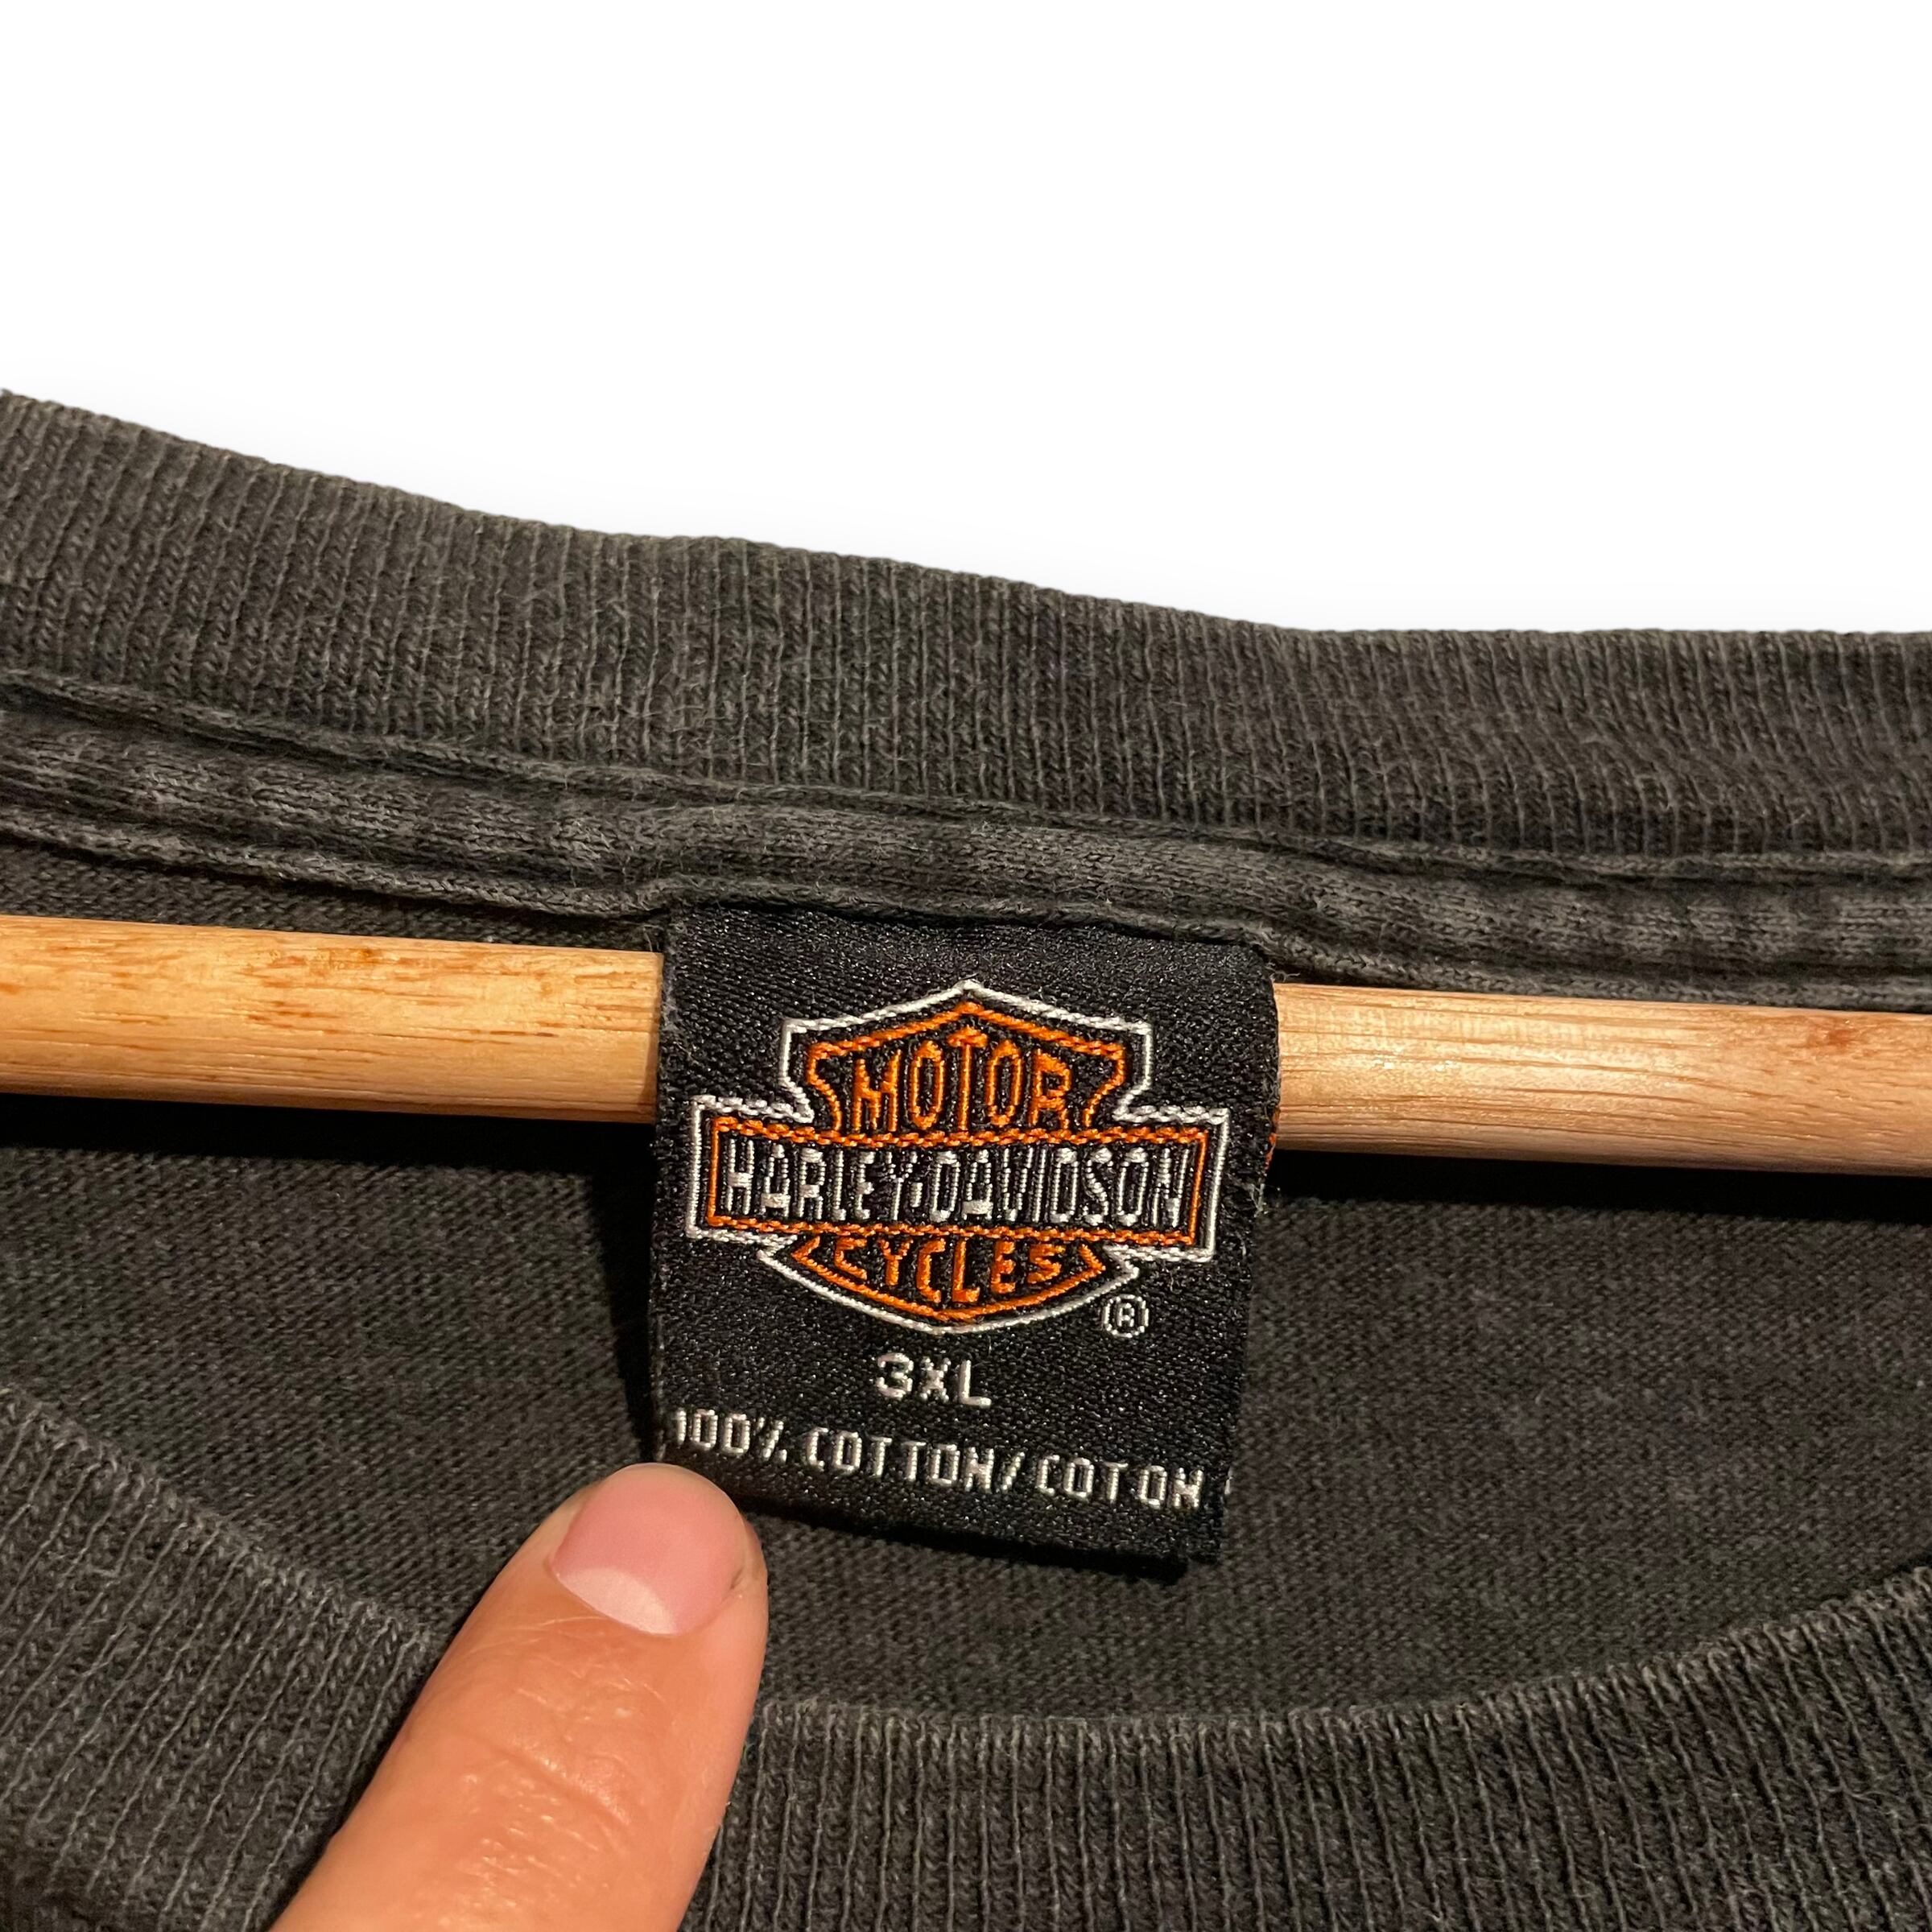 MOTOR
HARLEY-DAVIDSON
CYCLES
®
3XL
100% COTTON/COTON